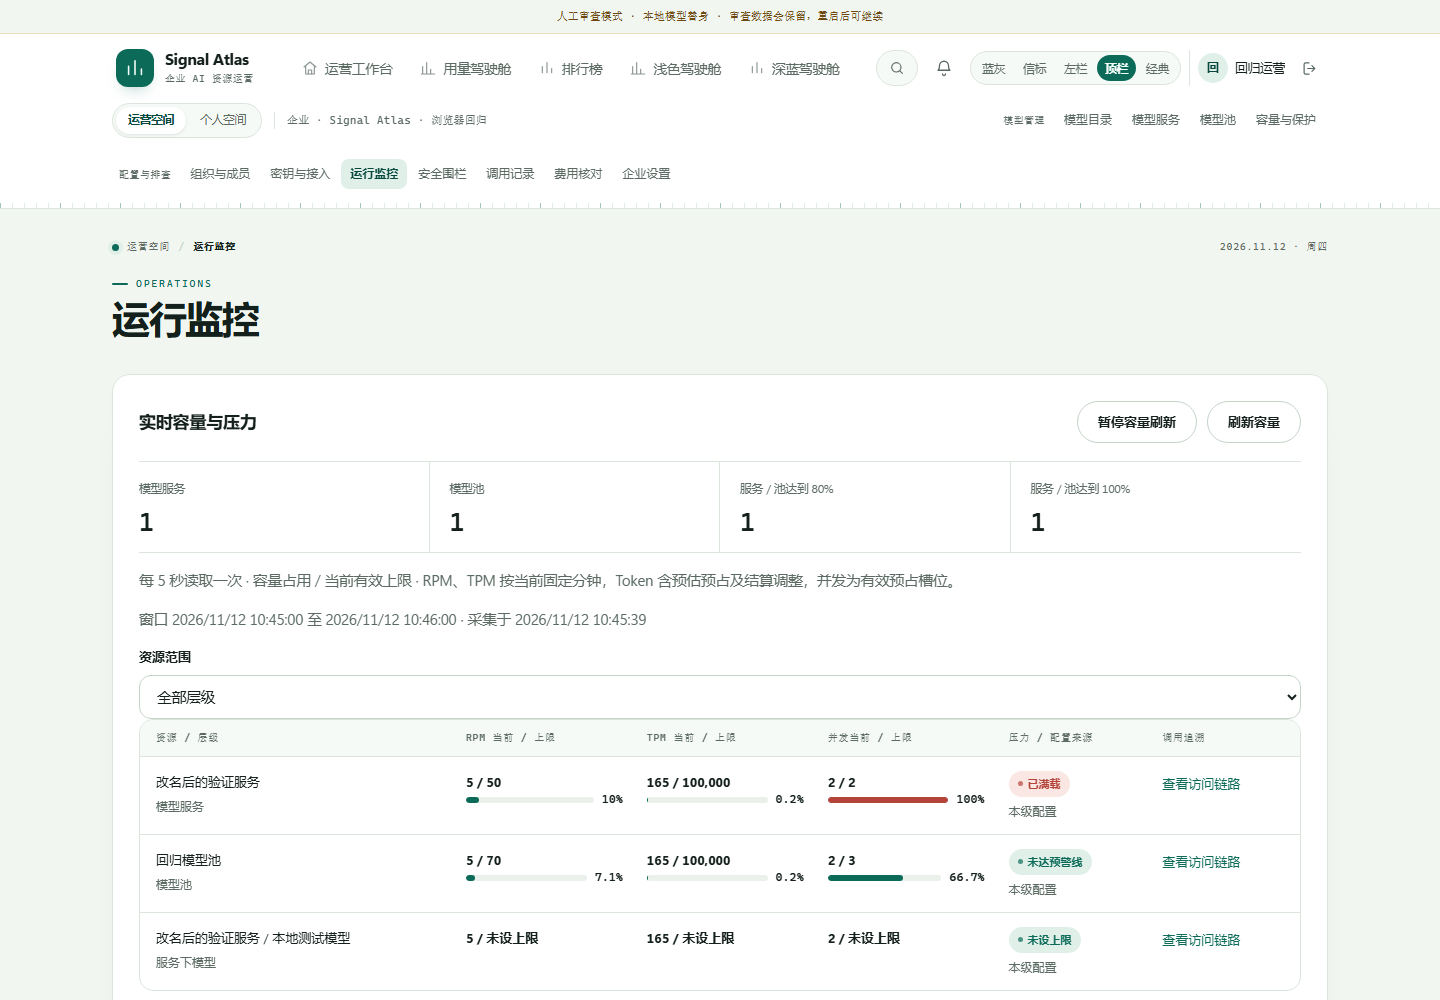 人工审查模式 · 本地模型替身 · 审查数据会保留，重启后可继续
Signal Atlas
企业 AI 资源运营
运营工作台
用量驾驶舱
排行榜
浅色驾驶舱
深蓝驾驶舱
蓝灰
信标
左栏
顶栏
经典
回
回归运营
运营空间
个人空间
企业 · Signal Atlas · 浏览器回归
模型管理
模型目录
模型服务
模型池
容量与保护
配置与排查
组织与成员
密钥与接入
运行监控
安全围栏
调用记录
费用核对
企业设置
运营空间 / 运行监控
2026.11.12 · 周四
OPERATIONS
运行监控
实时容量与压力
暂停容量刷新
刷新容量
模型服务
1
模型池
1
服务 / 池达到 80%
1
服务 / 池达到 100%
1
每 5 秒读取一次 · 容量占用 / 当前有效上限 · RPM、TPM 按当前固定分钟，Token 含预估预占及结算调整，并发为有效预占槽位。
窗口 2026/11/12 10:45:00 至 2026/11/12 10:46:00 · 采集于 2026/11/12 10:45:39
资源范围
全部层级
资源 / 层级
RPM 当前 / 上限
TPM 当前 / 上限
并发当前 / 上限
压力 / 配置来源
调用追溯
改名后的验证服务
模型服务
5 / 50
10%
165 / 100,000
0.2%
2 / 2
100%
已满载
本级配置
查看访问链路
回归模型池
模型池
5 / 70
7.1%
165 / 100,000
0.2%
2 / 3
66.7%
未达预警线
本级配置
查看访问链路
改名后的验证服务 / 本地测试模型
服务下模型
5 / 未设上限
165 / 未设上限
2 / 未设上限
未设上限
本级配置
查看访问链路